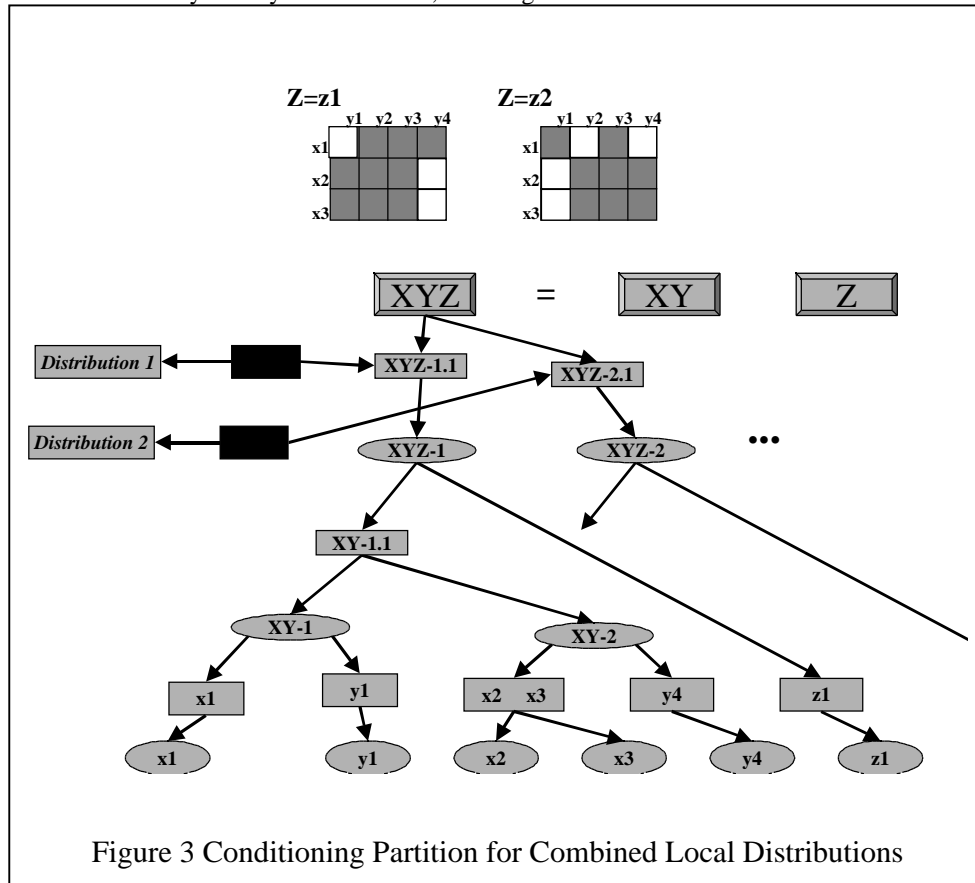 Z=z1 Z=z2
y1 y2 y3 y4 y1 y2 y3 y4
x1 x1
x2 x2
x3 x3
XYZ = XY Z
Distribution 1 XYZ-1.1 XYZ-2.1
Distribution 2 XYZ-1 XYZ-2 •••
XY-1.1
XY-1 XY-2
x1 y1 x2 x3 y4 z1
x1 y1 x2 x3 y4 z1
Figure 3 Conditioning Partition for Combined Local Distributions